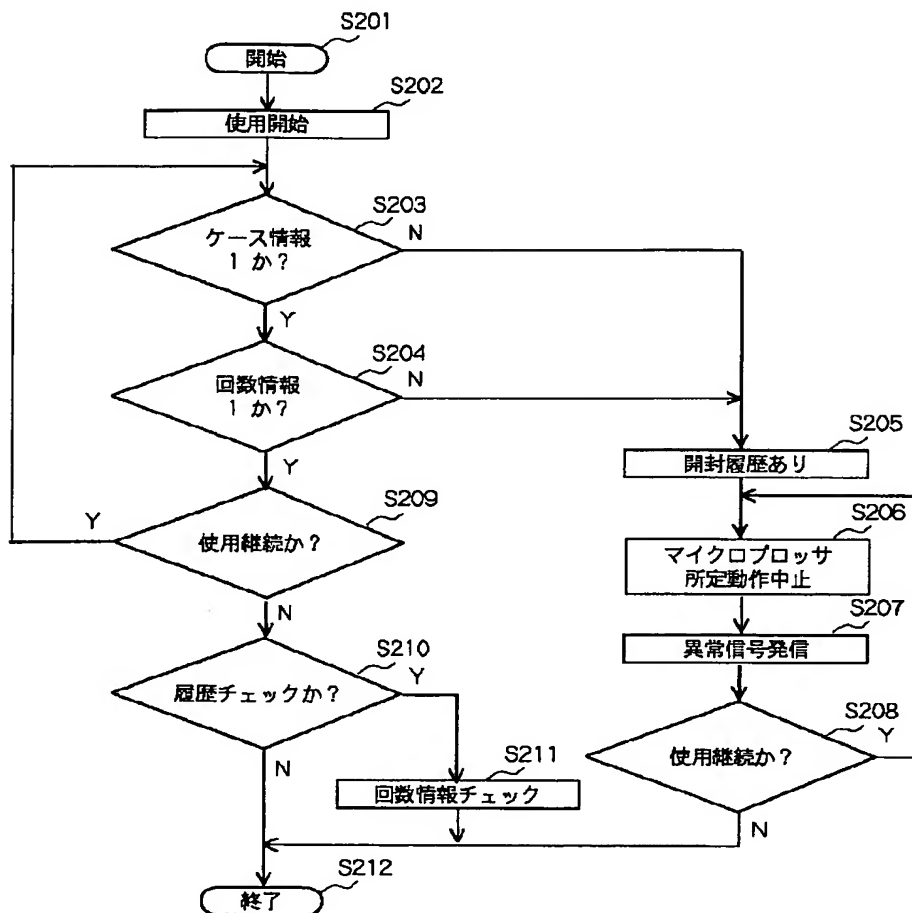 S201
開始
S202
使用開始
S203
ケース情報
1 か?
N
Y
S204
回数情報
1 か?
N
Y
S205
開封履歴あり
S206
マイクロプロッサ
所定動作中止
S207
異常信号発信
S208
使用継続か?
Y
N
S209
使用継続か?
Y
N
S210
履歴チェックか?
Y
N
S211
回数情報チェック
S212
終了